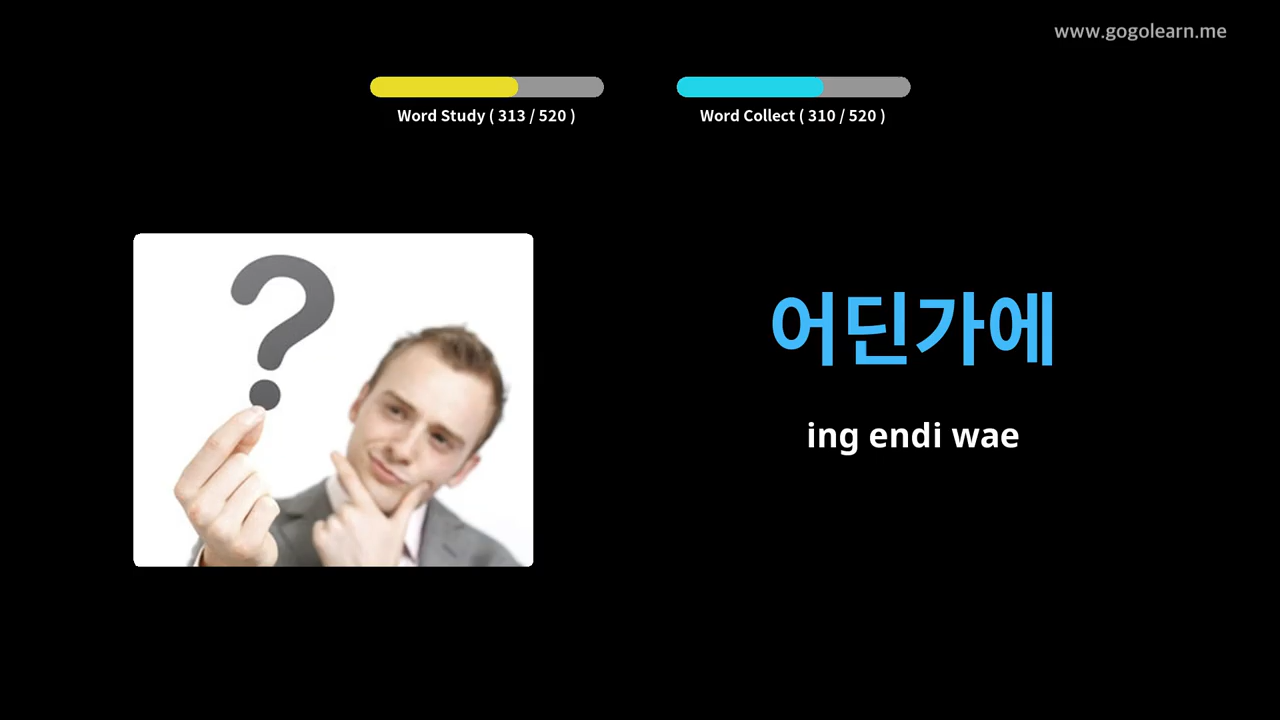 www.gogolearn.me
Word Study ( 313 / 520 )
Word Collect ( 310 / 520 )
어딘가에
ing endi wae